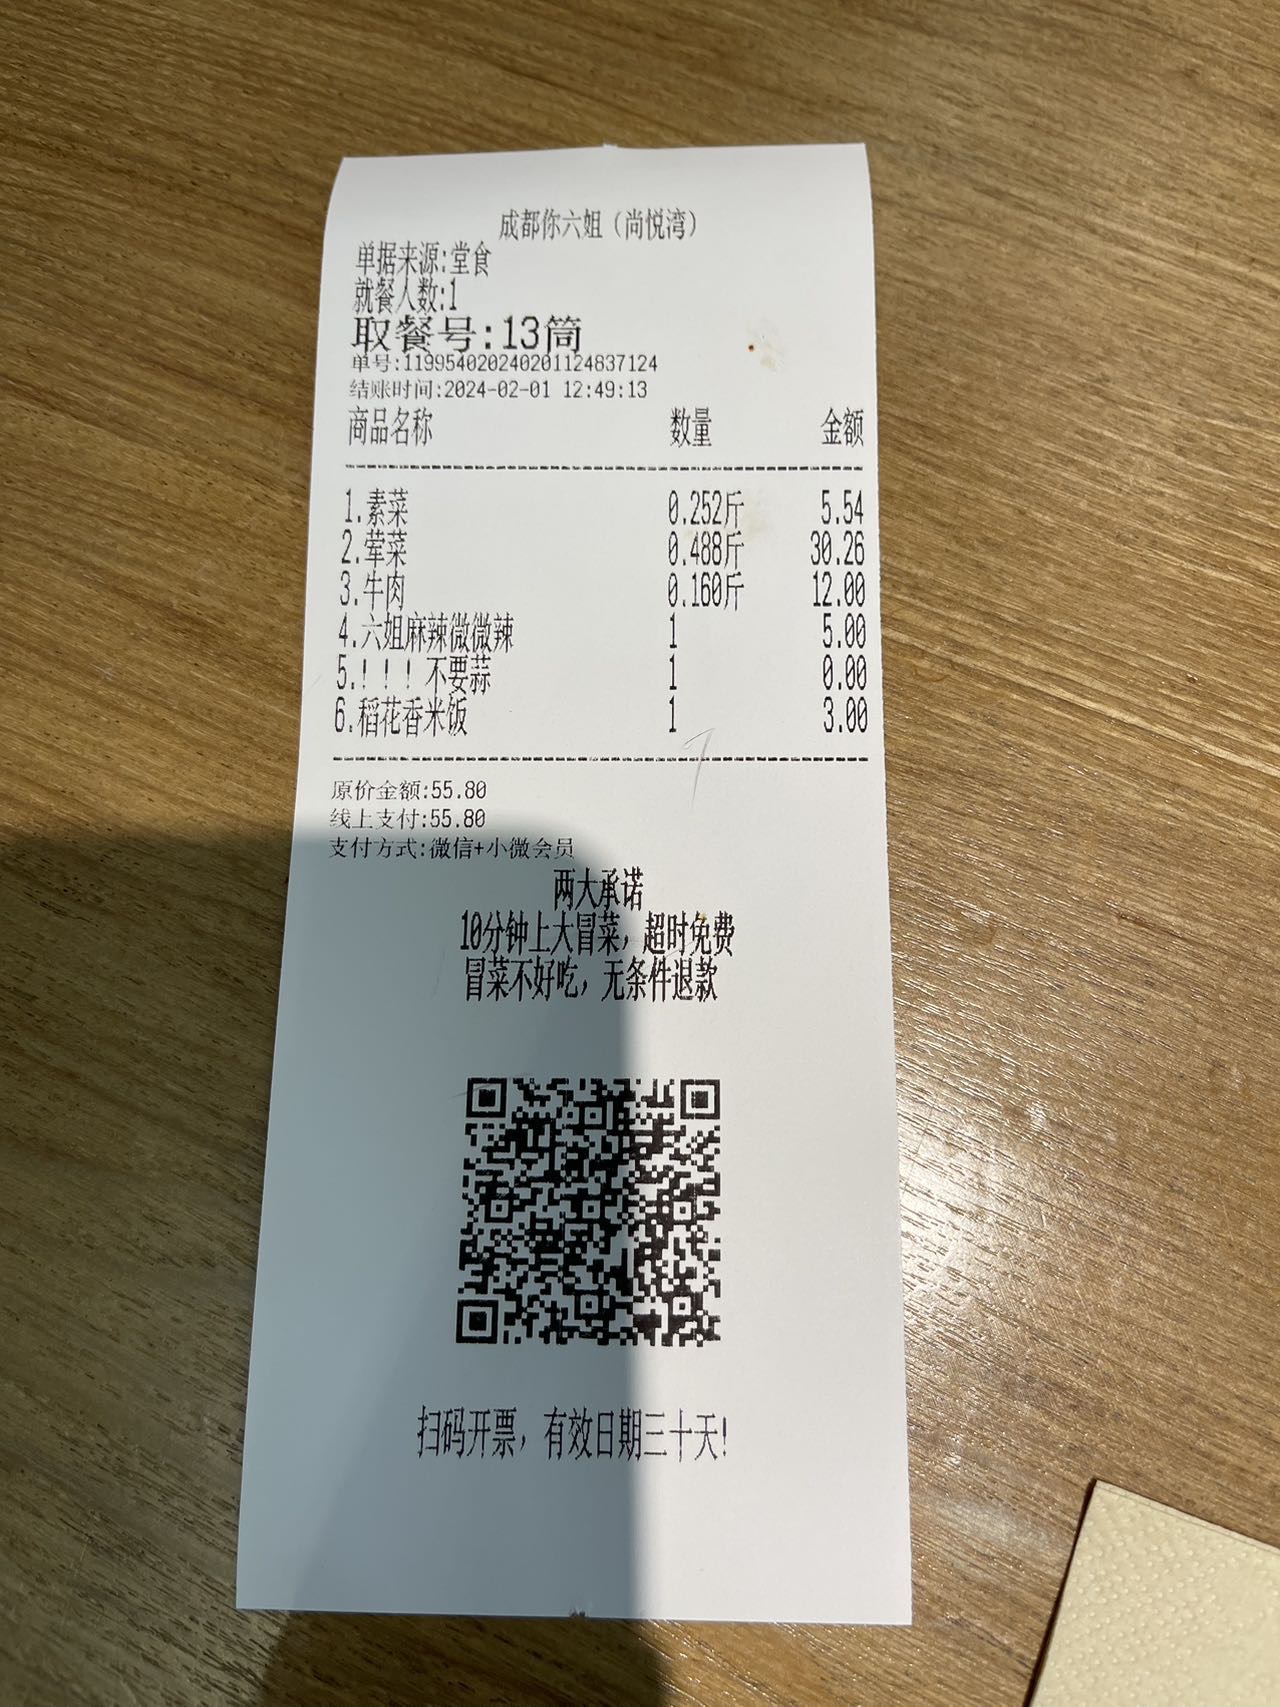 成都你六姐（尚悦湾）
单据来源:堂食
就餐人数:1
取餐号:13筒
单号:119954020240201124837124
结账时间:2024-02-01 12:49:13
商品名称 数量 金额
1.素菜 0.252斤 5.54
2.荤菜 0.488斤 30.26
3.牛肉 0.160斤 12.00
4.六姐麻辣微微辣 1 5.00
5.！！！不要蒜 1 0.00
6.稻花香米饭 1 3.00
原价金额:55.80
线上支付:55.80
支付方式:微信+小微会员
两大承诺
10分钟上大冒菜，超时免费
冒菜不好吃，无条件退款
扫码开票，有效日期三十天!